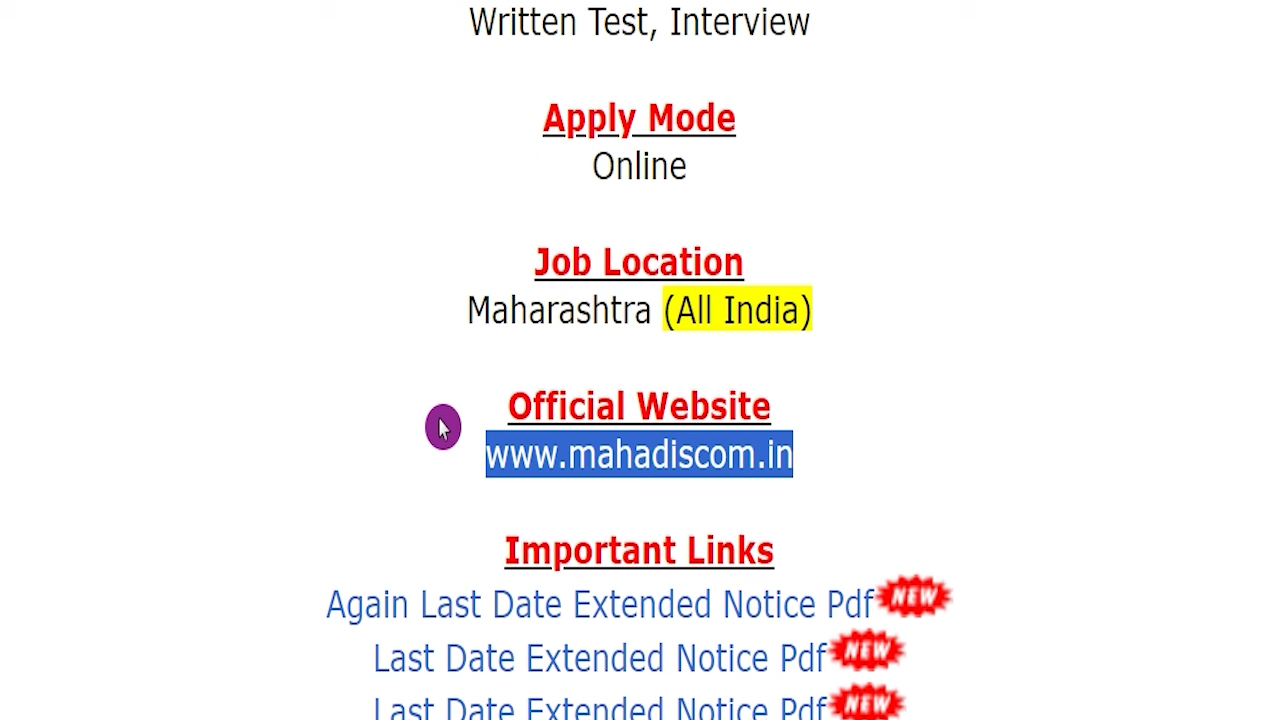 Written Test, Interview
Apply Mode
Online
Job Location
Maharashtra (All India)
Official Website
www.mahadiscom.in
Important Links
Again Last Date Extended Notice Pdf NEW
Last Date Extended Notice Pdf NEW
Last Date Extended Notice Pdf NEW